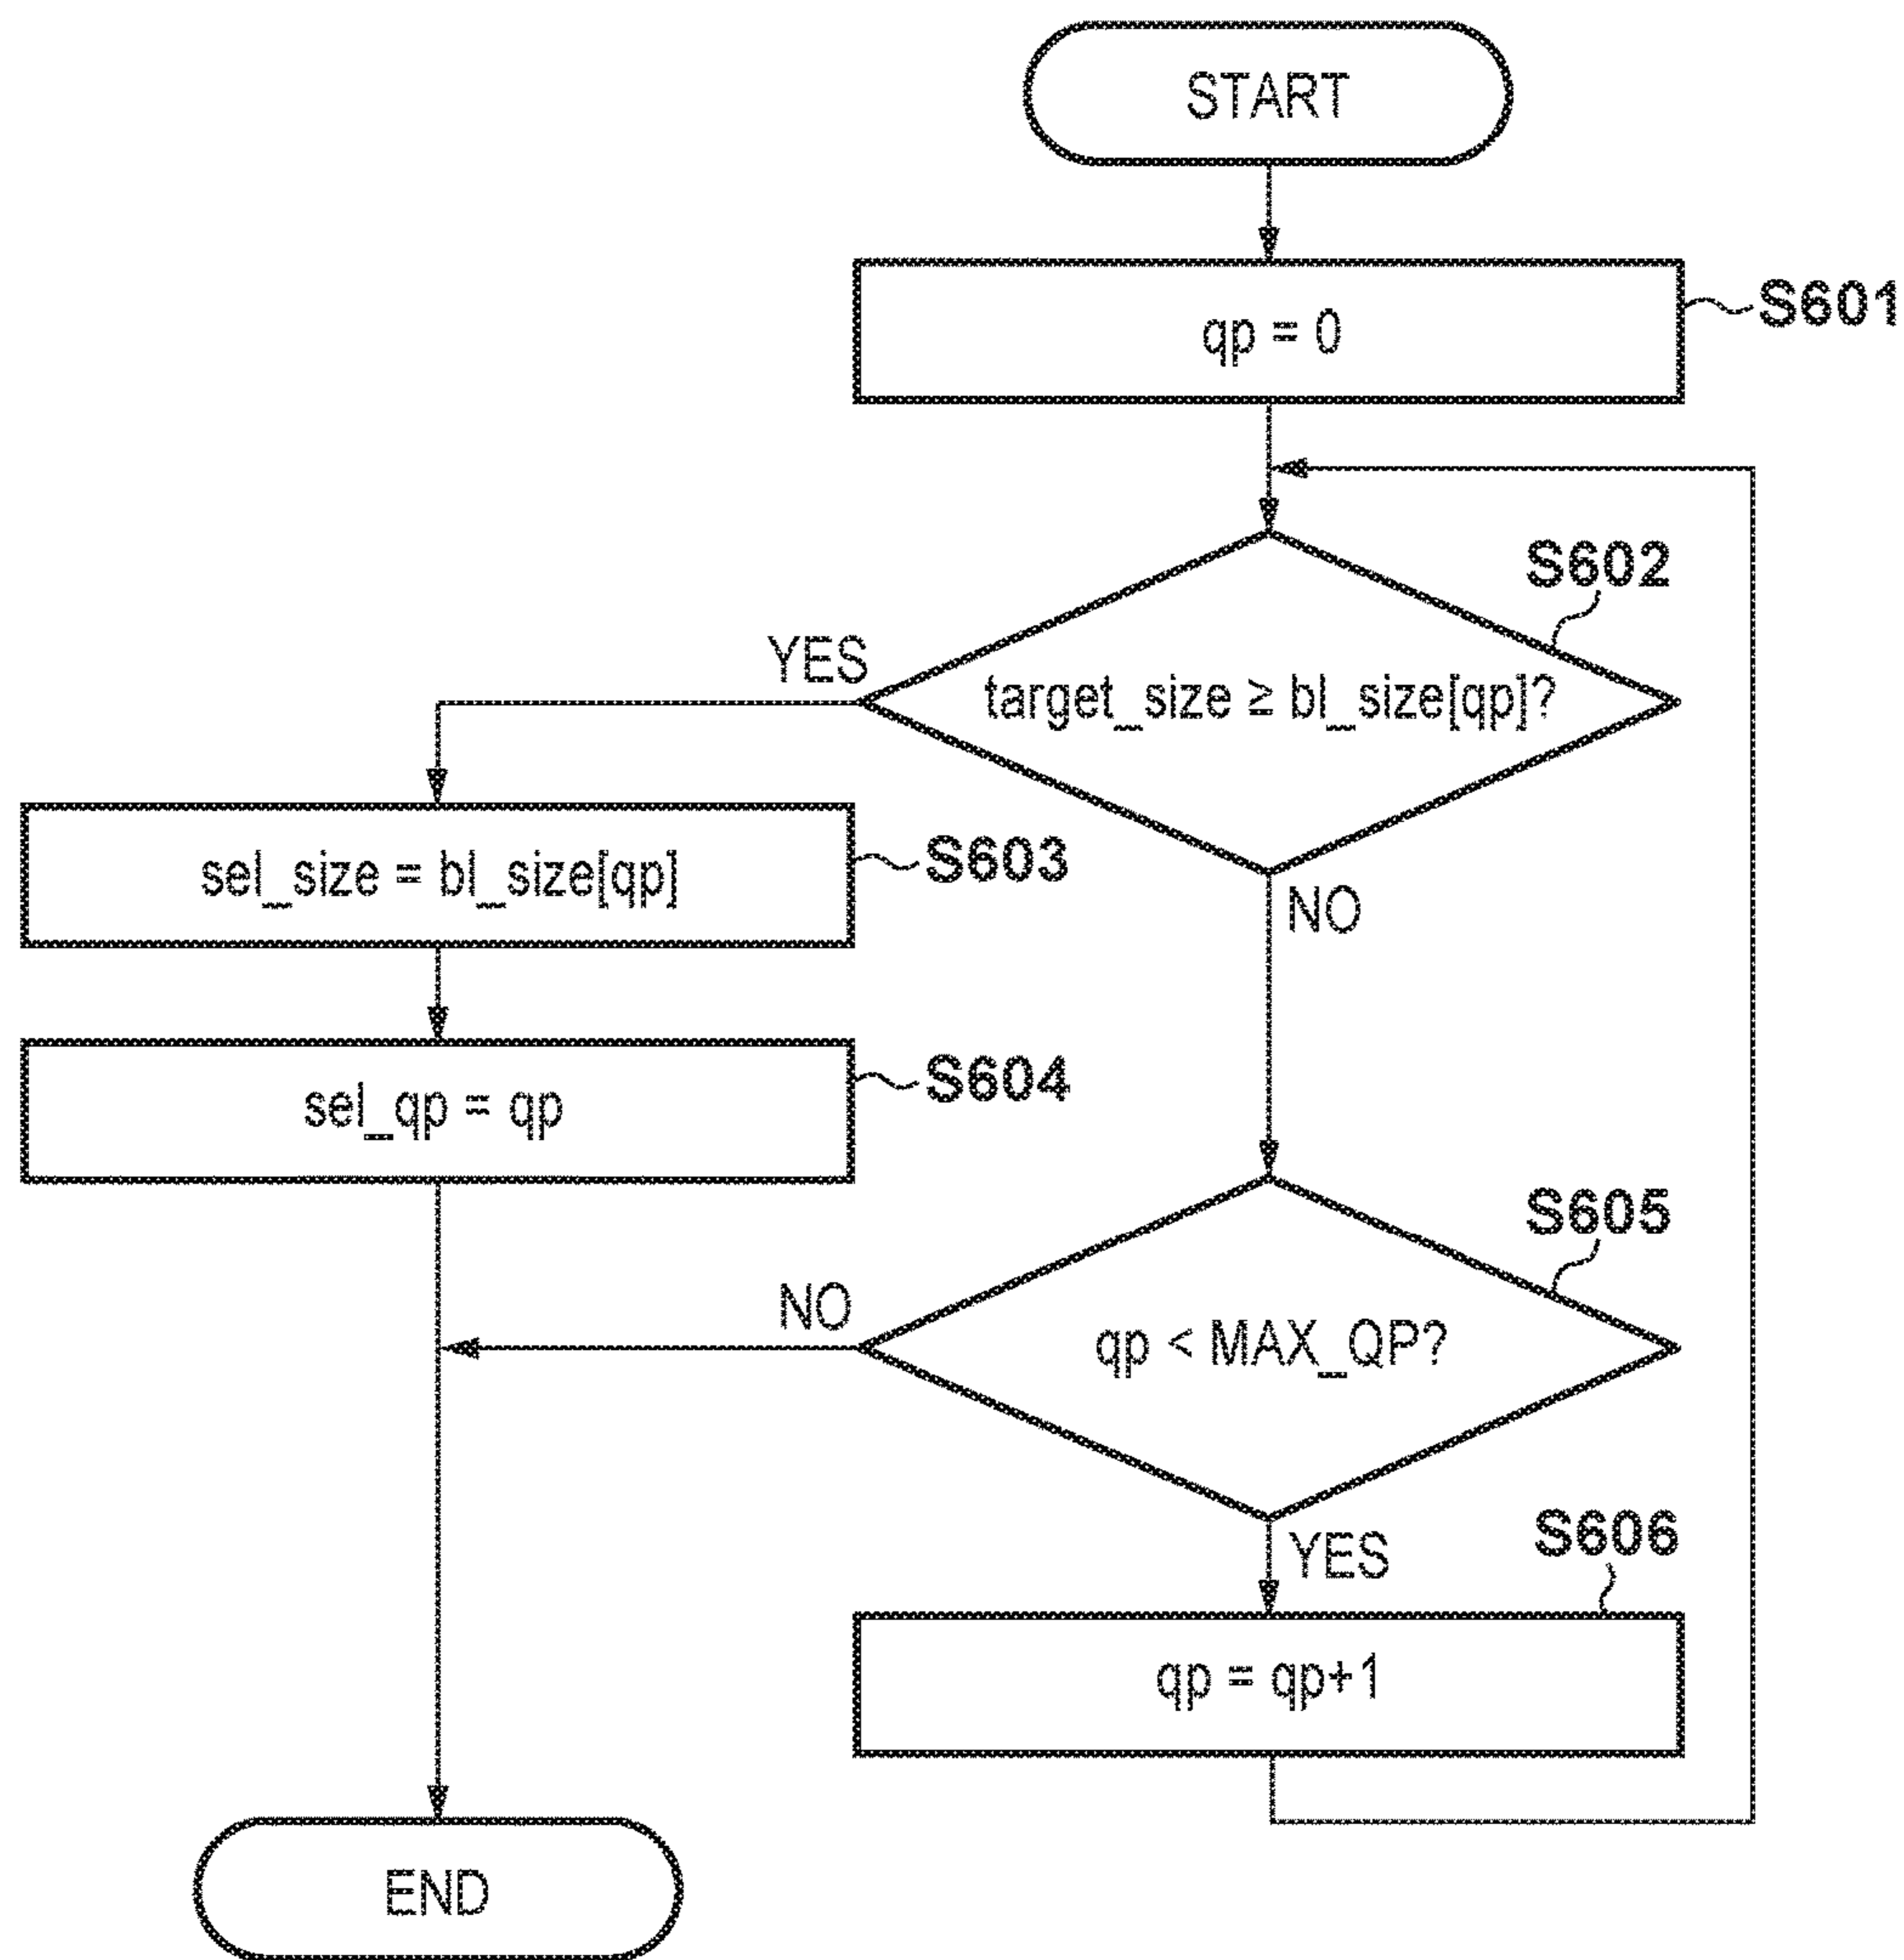 START
qp = 0
S601
S602
YES
target_size ≥ bl_size[qp]?
sel_size = bl_size[qp]
S603
NO
sel_qp = qp
S604
S605
NO
qp < MAX_QP?
YES
S606
qp = qp+1
END